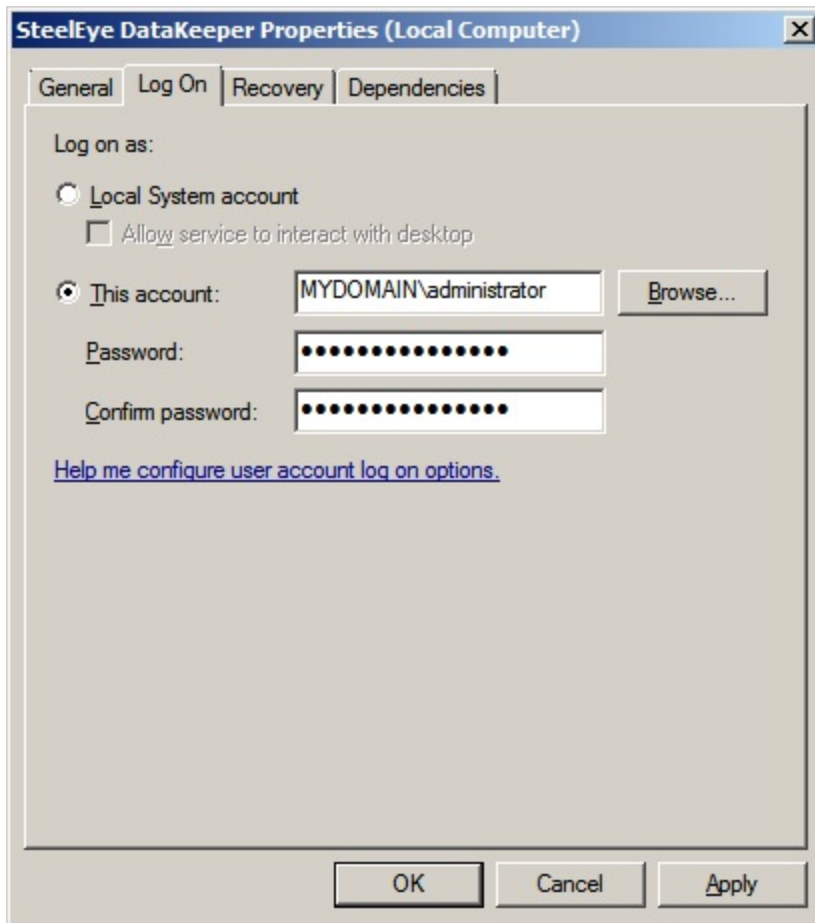 SteelEye DataKeeper Properties (Local Computer)
General Log On Recovery Dependencies
Log on as:
Local System account
Allow service to interact with desktop
This account: MYDOMAIN\administrator Browse...
Password: •••••••••••••••
Confirm password: •••••••••••••••
Help me configure user account log on options.
OK Cancel Apply